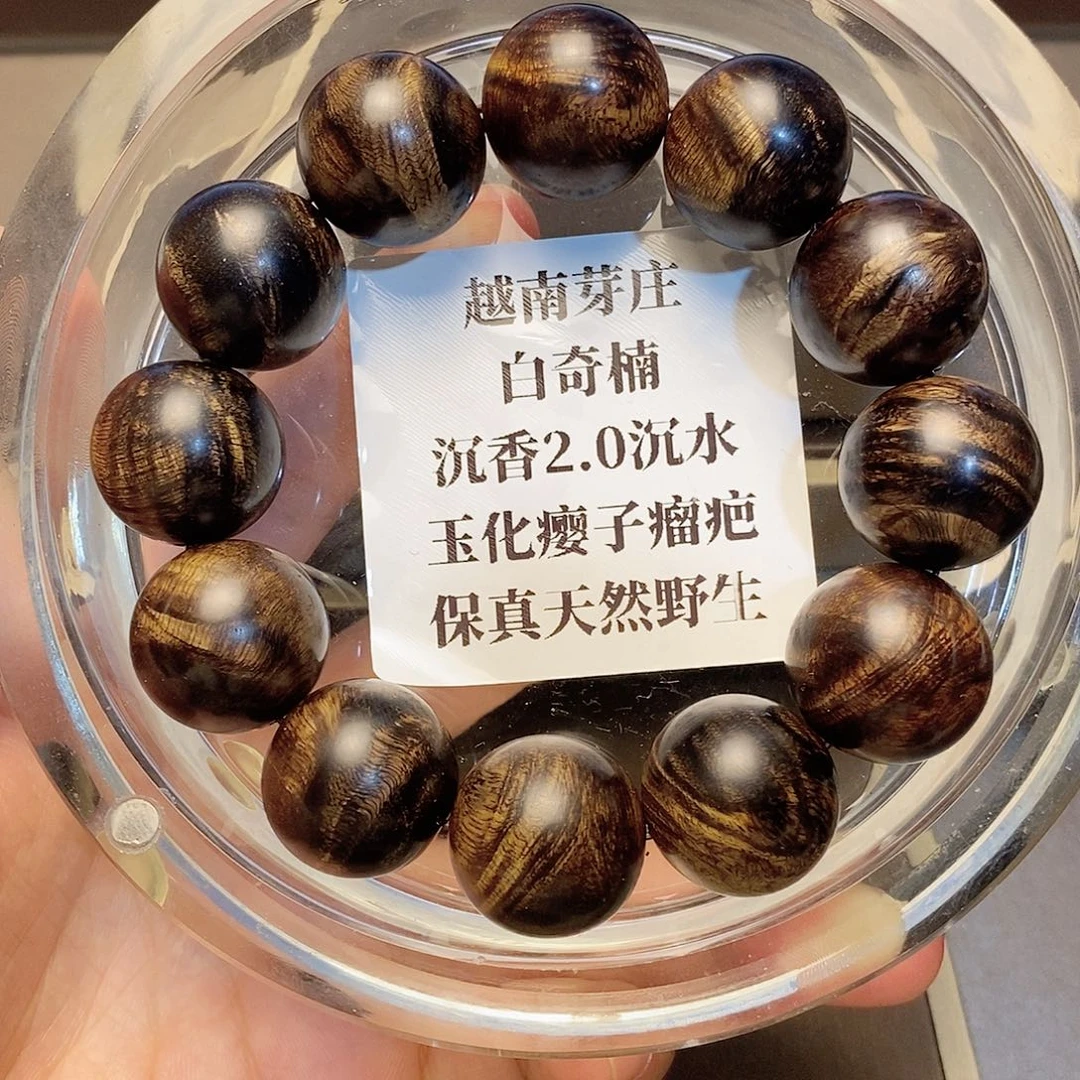 越南芽庄
白奇楠
沉香2.0沉水
玉化瘿子瘤疤
保真天然野生